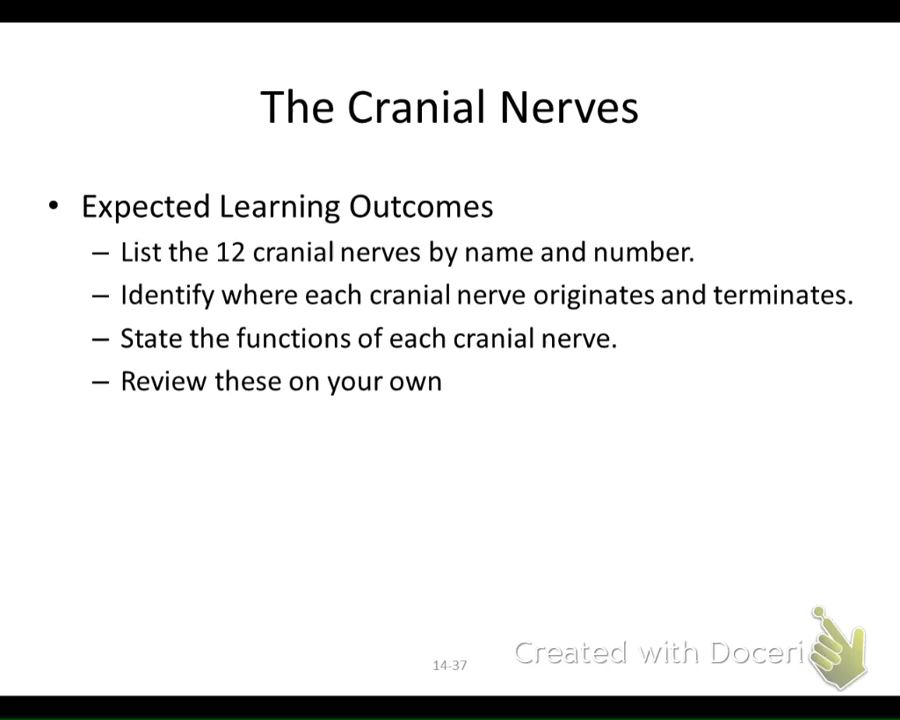 The Cranial Nerves
• Expected Learning Outcomes
– List the 12 cranial nerves by name and number.
– Identify where each cranial nerve originates and terminates.
– State the functions of each cranial nerve.
– Review these on your own
14-37
Created with Doceri